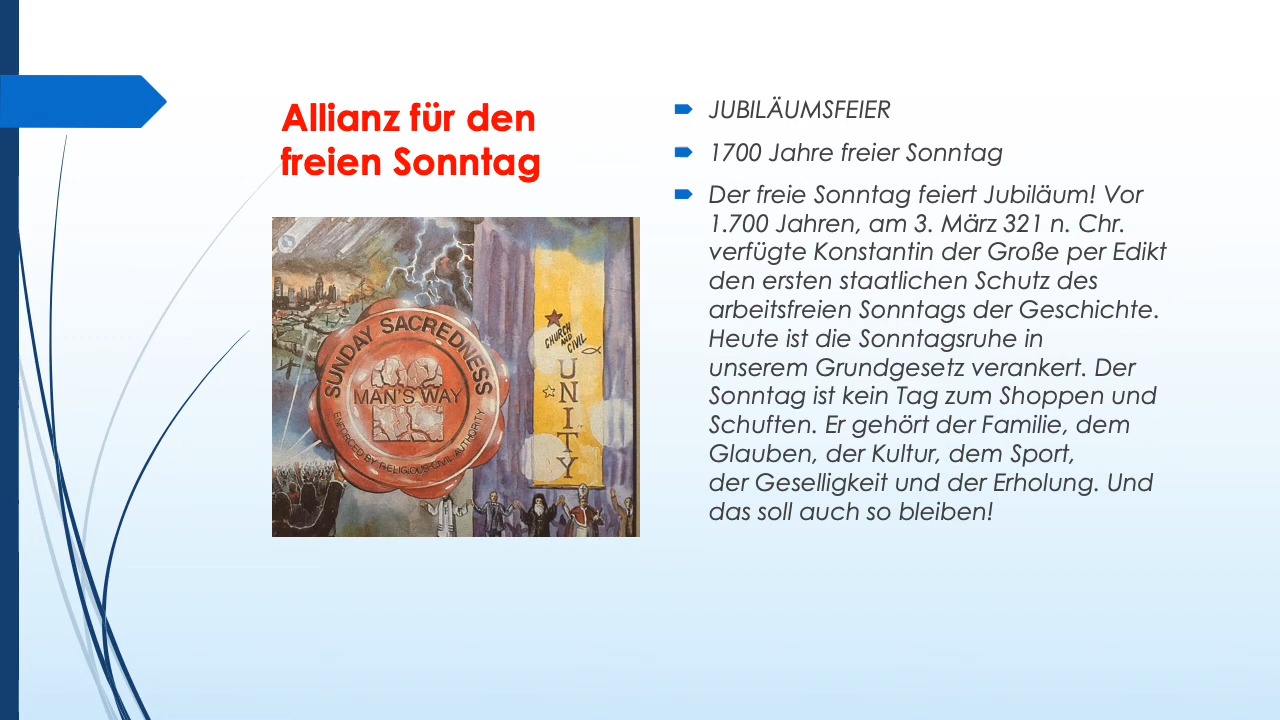 Allianz für den
freien Sonntag
SUNDAY SACREDNESS
MAN'S WAY
ENFORCED BY RELIGIOUS-CIVIL AUTHORITY
CHURCH
AND
CIVIL
UNITY
JUBILÄUMSFEIER
1700 Jahre freier Sonntag
Der freie Sonntag feiert Jubiläum! Vor
1.700 Jahren, am 3. März 321 n. Chr.
verfügte Konstantin der Große per Edikt
den ersten staatlichen Schutz des
arbeitsfreien Sonntags der Geschichte.
Heute ist die Sonntagsruhe in
unserem Grundgesetz verankert. Der
Sonntag ist kein Tag zum Shoppen und
Schuften. Er gehört der Familie, dem
Glauben, der Kultur, dem Sport,
der Geselligkeit und der Erholung. Und
das soll auch so bleiben!